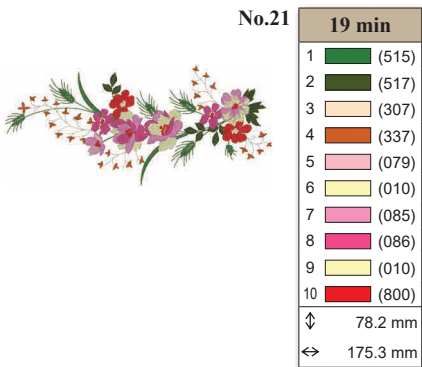 No.21
19 min
1 (515)
2 (517)
3 (307)
4 (337)
5 (079)
6 (010)
7 (085)
8 (086)
9 (010)
10 (800)
78.2 mm
175.3 mm